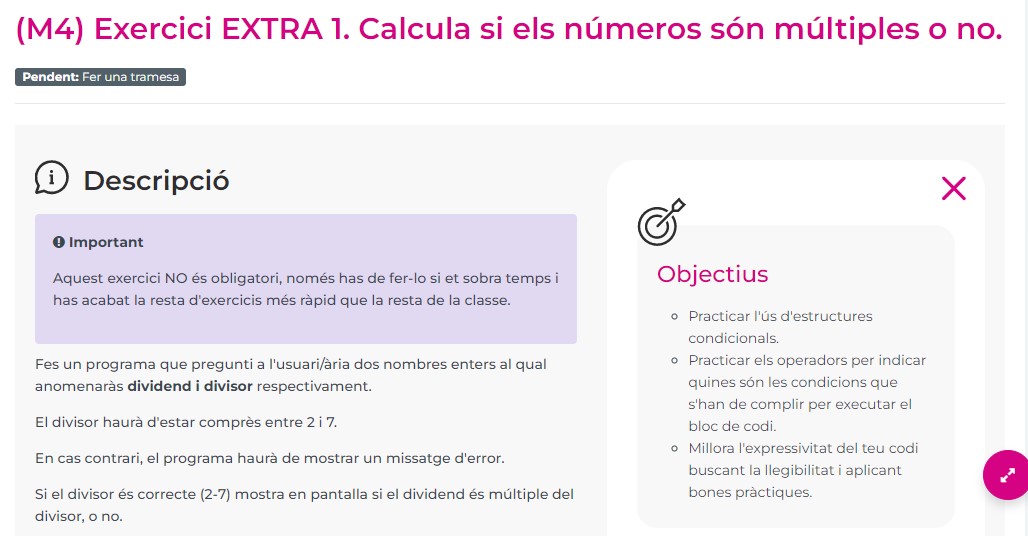 (M4) Exercici EXTRA 1. Calcula si els números són múltiples o no.
Pendent: Fer una tramesa
Descripció
Important
Aquest exercici NO és obligatori, només has de fer-lo si et sobra temps i
has acabat la resta d'exercicis més ràpid que la resta de la classe.
Fes un programa que pregunti a l'usuari/ària dos nombres enters al qual
anomenaràs dividend i divisor respectivament.
El divisor haurà d'estar comprès entre 2 i 7.
En cas contrari, el programa haurà de mostrar un missatge d'error.
Si el divisor és correcte (2-7) mostra en pantalla si el dividend és múltiple del
divisor, o no.
Objectius
Practicar l'ús d'estructures
condicionals.
Practicar els operadors per indicar
quines són les condicions que
s'han de complir per executar el
bloc de codi.
Millora l'expressivitat del teu codi
buscant la llegibilitat i aplicant
bones pràctiques.